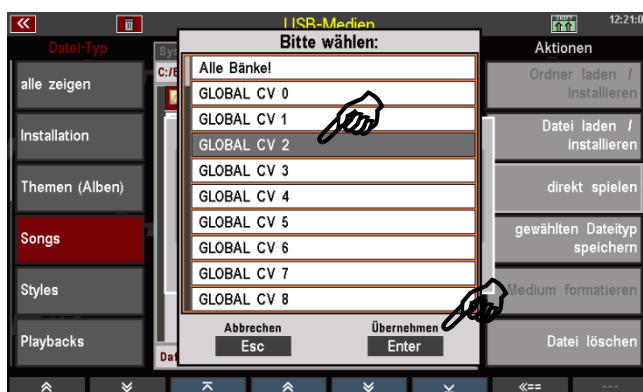 USB-Medien
12:21:0
Datei-Typ
Bitte wählen:
Aktionen
Sys
C:/E
alle zeigen
Installation
Themen (Alben)
Songs
Styles
Playbacks
Alle Bänke!
GLOBAL CV 0
GLOBAL CV 1
GLOBAL CV 2
GLOBAL CV 3
GLOBAL CV 4
GLOBAL CV 5
GLOBAL CV 6
GLOBAL CV 7
GLOBAL CV 8
Abbrechen
Esc
Übernehmen
Enter
Dat
Ordner laden /
installieren
Datei laden /
installieren
direkt spielen
gewählten Dateityp
speichern
Medium formatieren
Datei löschen
«==
---